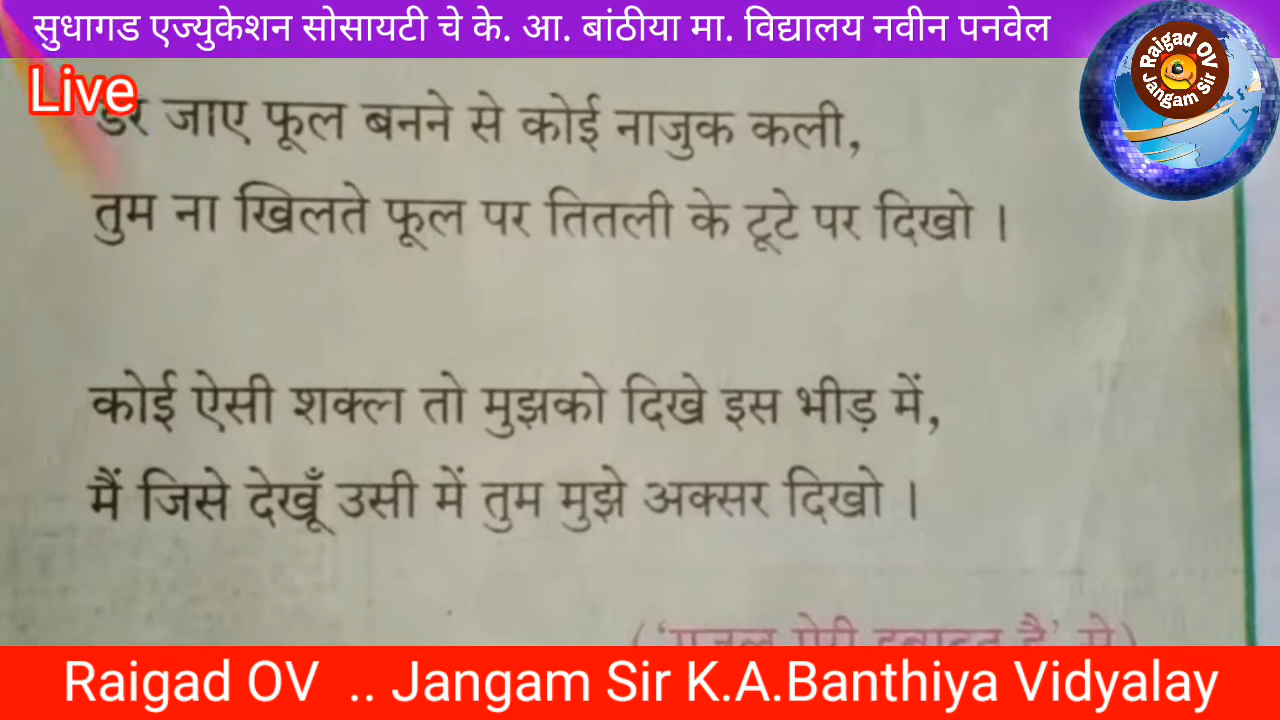 सुधागड एज्युकेशन सोसायटी चे के. आ. बांठीया मा. विद्यालय नवीन पनवेल
Raigad OV
Jangam Sir
Live
डर जाए फूल बनने से कोई नाजुक कली,
तुम ना खिलते फूल पर तितली के टूटे पर दिखो ।
कोई ऐसी शक्ल तो मुझको दिखे इस भीड़ में,
मैं जिसे देखूँ उसी में तुम मुझे अक्सर दिखो ।
Raigad OV .. Jangam Sir K.A.Banthiya Vidyalay